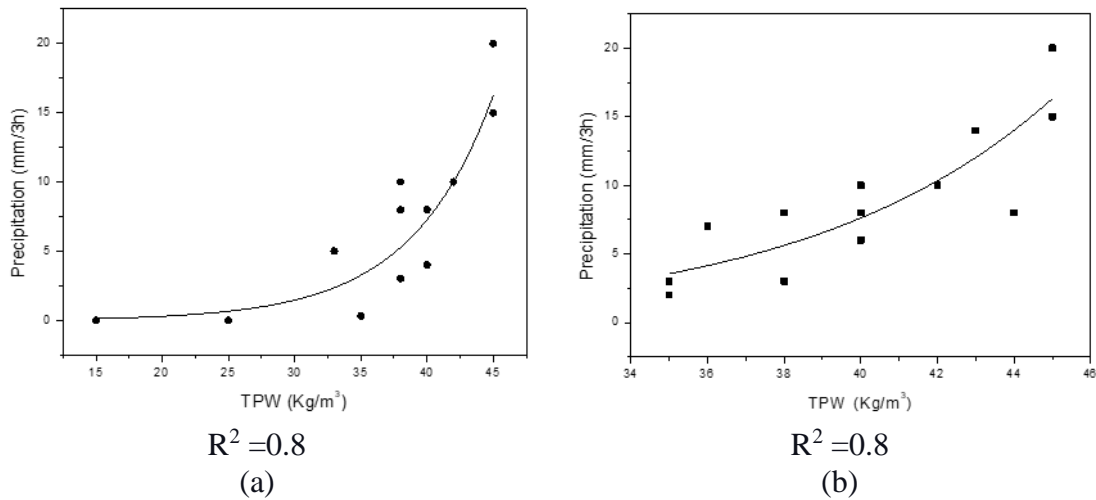 20
15
10
5
0
Precipitation (mm/3h)
15 20 25 30 35 40 45
TPW (Kg/m³)
R² =0.8
(a)
20
15
10
5
0
Precipitation (mm/3h)
34 36 38 40 42 44 46
TPW (Kg/m³)
R² =0.8
(b)